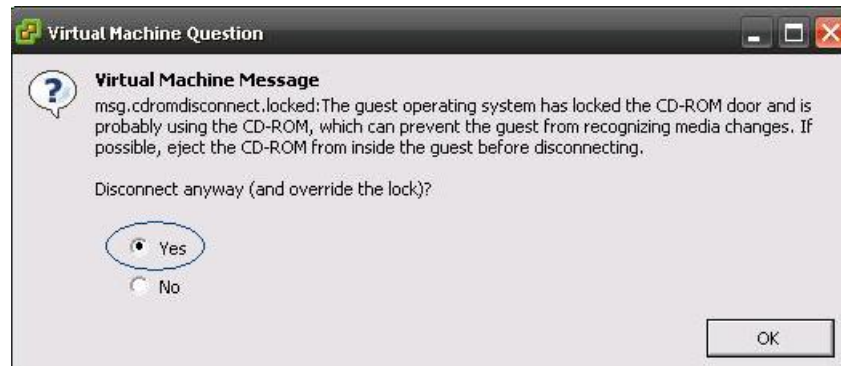 Virtual Machine Question
Virtual Machine Message
msg.cdromdisconnect.locked:The guest operating system has locked the CD-ROM door and is
probably using the CD-ROM, which can prevent the guest from recognizing media changes. If
possible, eject the CD-ROM from inside the guest before disconnecting.
Disconnect anyway (and override the lock)?
Yes
No
OK